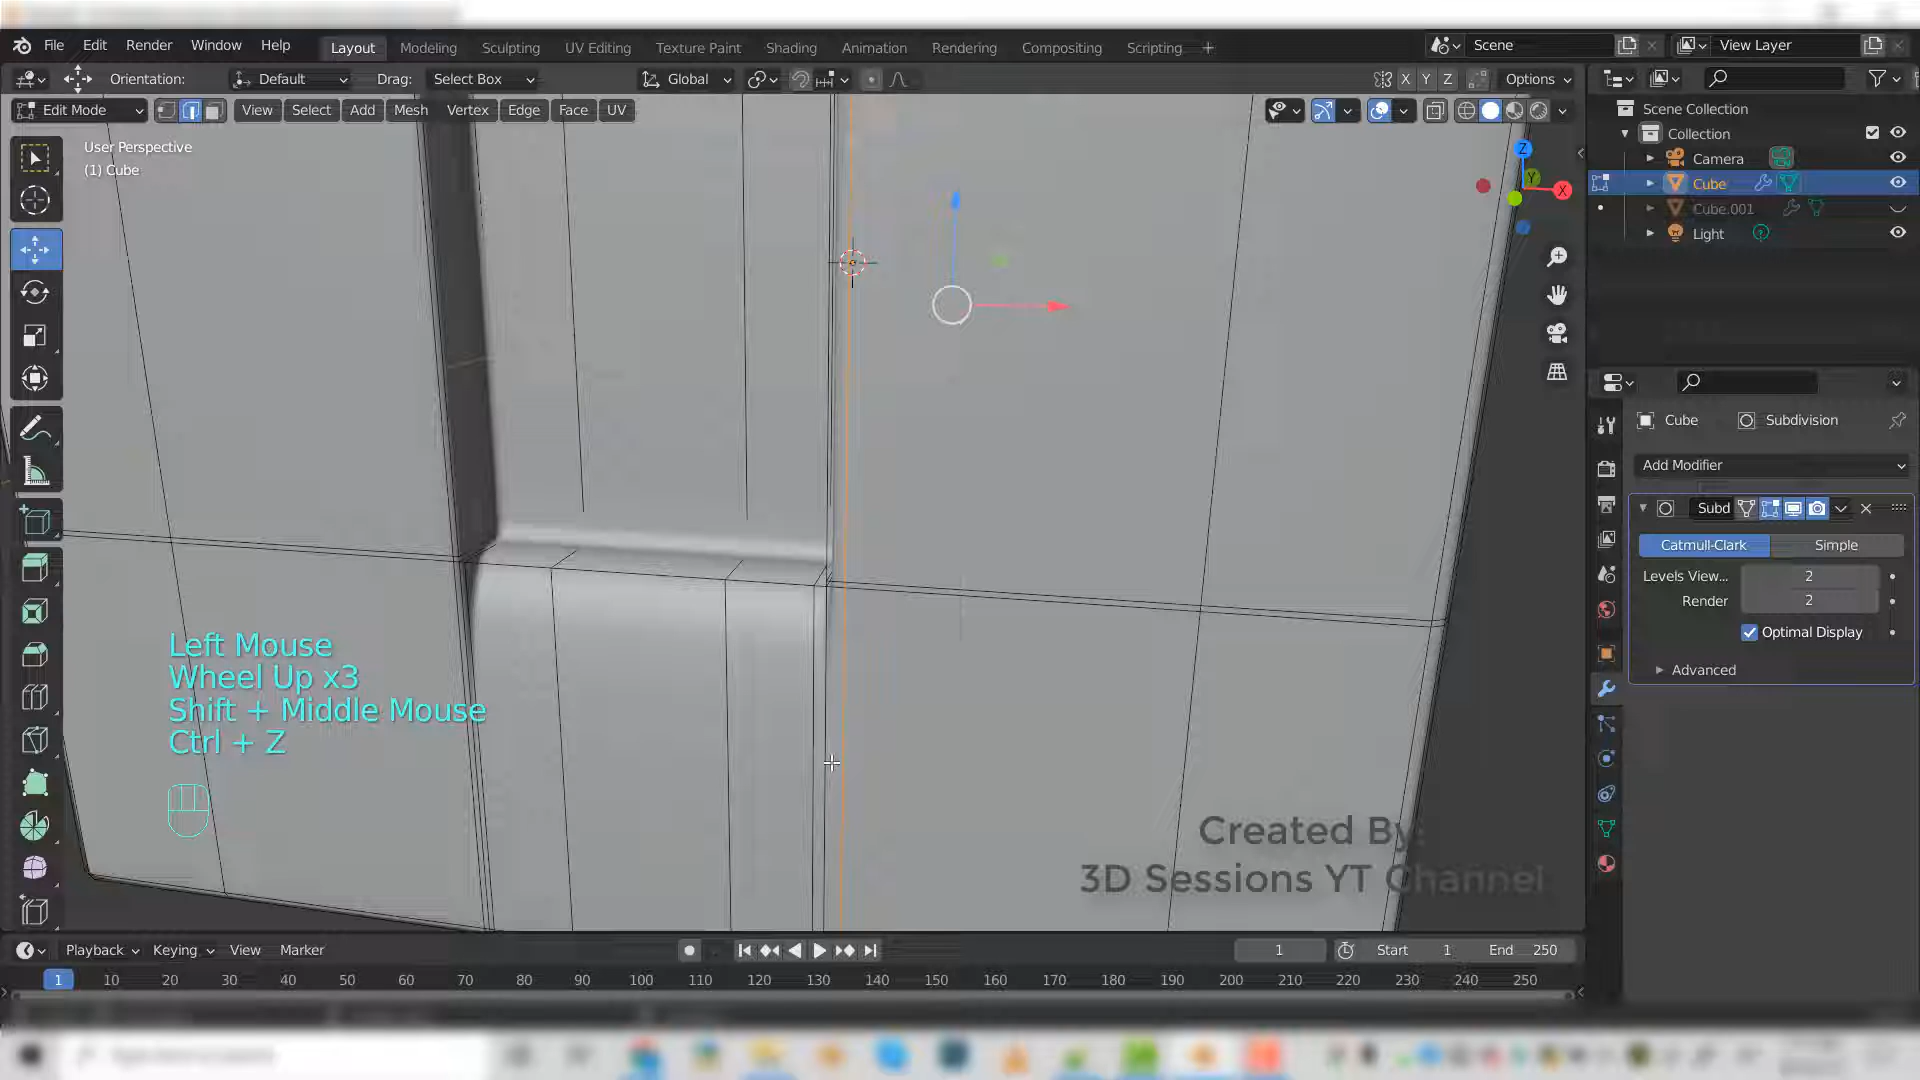 File Edit Render Window Help Layout Modeling Sculpting UV Editing Texture Paint Shading Animation Rendering Compositing Scripting + Scene View Layer
Orientation: Default Drag: Select Box Global X Y Z Options
Edit Mode View Select Add Mesh Vertex Edge Face UV
Scene Collection
Collection
Camera
Cube
Cube.001
Light
User Perspective
(1) Cube
Z
Y
X
Cube Subdivision
Add Modifier
Subd
Catmull-Clark Simple
Levels View... 2
Render 2
Optimal Display
Advanced
Left Mouse
Wheel Up x3
Shift + Middle Mouse
Ctrl + Z
Created By:
3D Sessions YT Channel
Playback Keying View Marker 1 Start 1 End 250
1 10 20 30 40 50 60 70 80 90 100 110 120 130 140 150 160 170 180 190 200 210 220 230 240 250